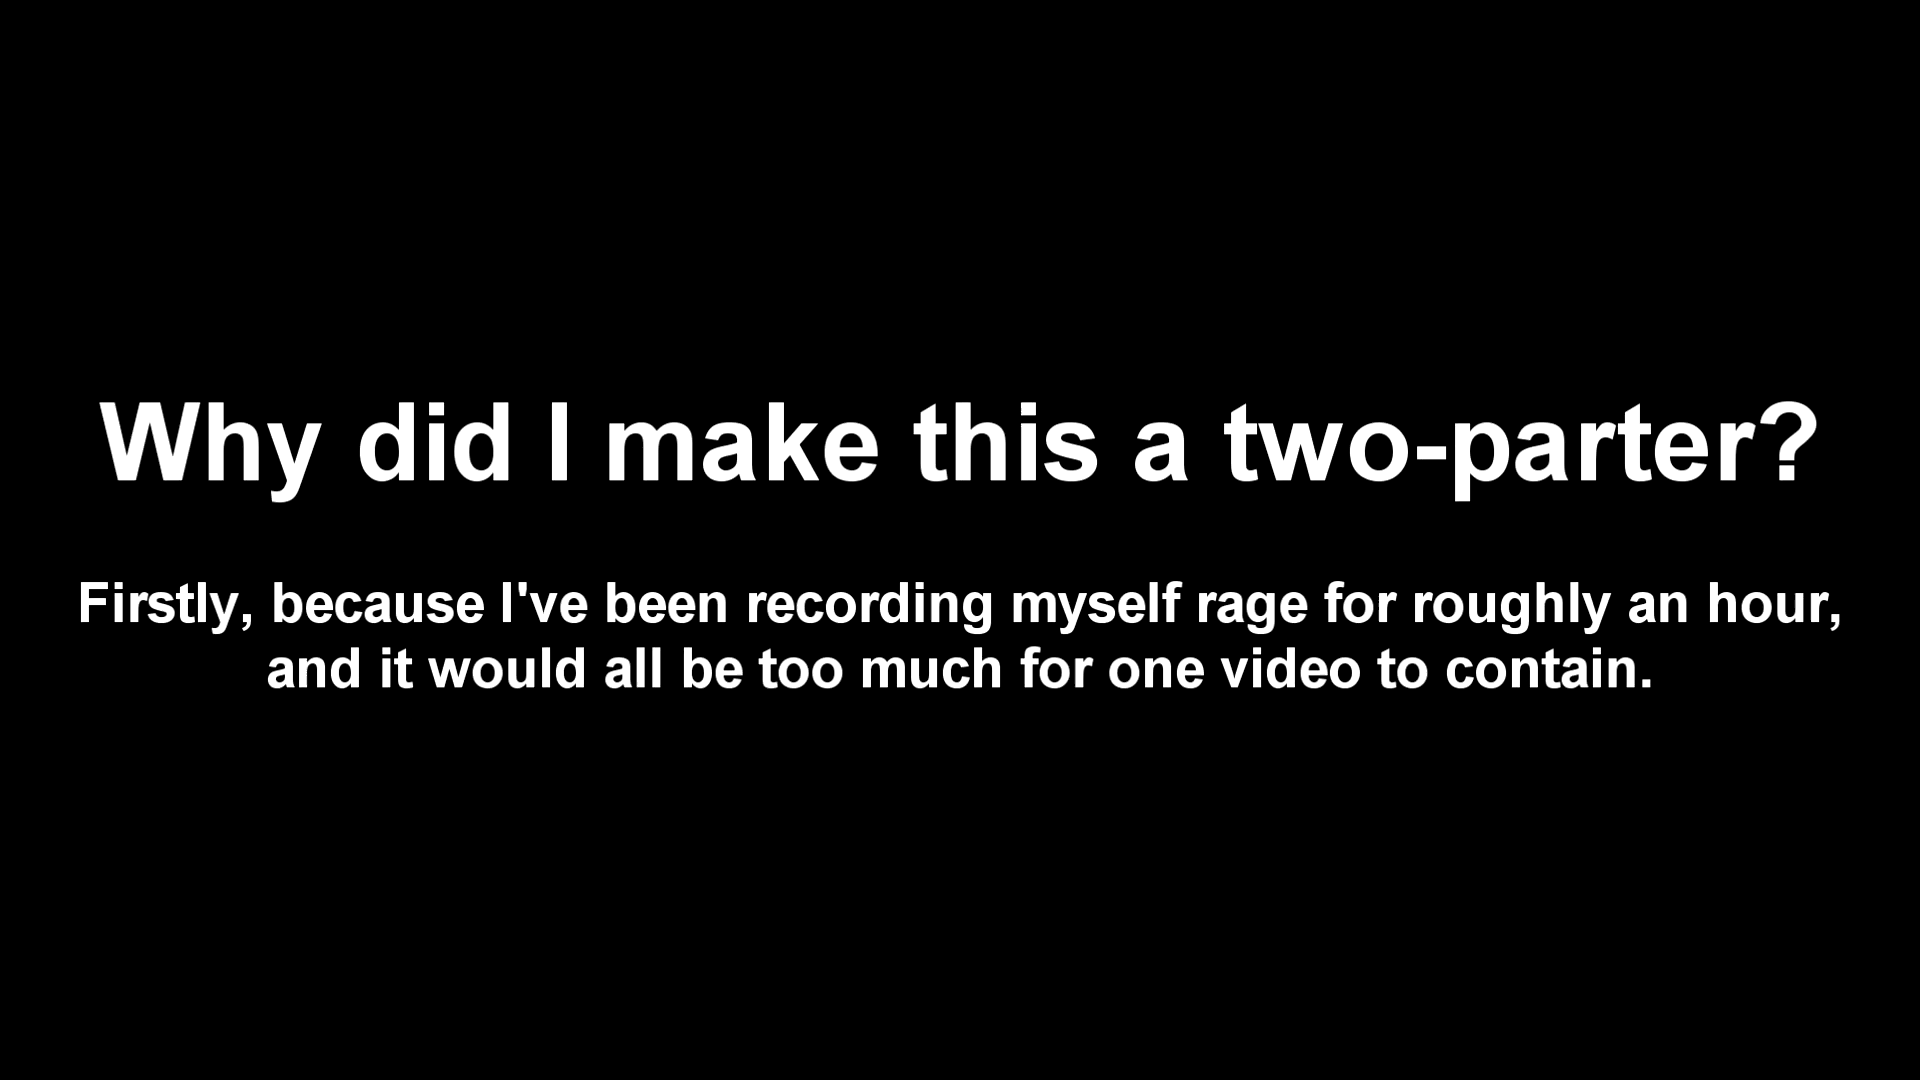 Why did I make this a two-parter?
Firstly, because I've been recording myself rage for roughly an hour,
and it would all be too much for one video to contain.